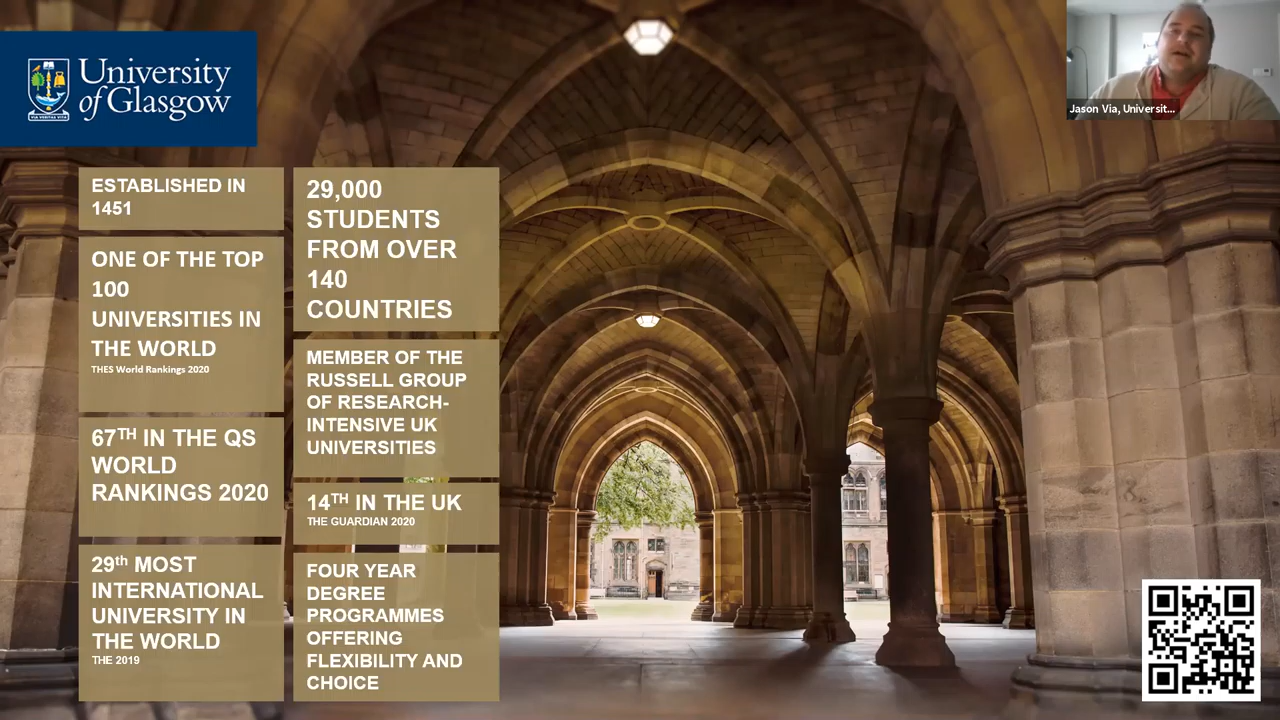 University
of Glasgow
VIA VERITAS VITA
Jason Via, Universit...
ESTABLISHED IN
1451
ONE OF THE TOP
100
UNIVERSITIES IN
THE WORLD
THES World Rankings 2020
67TH IN THE QS
WORLD
RANKINGS 2020
29th MOST
INTERNATIONAL
UNIVERSITY IN
THE WORLD
THE 2019
29,000
STUDENTS
FROM OVER
140
COUNTRIES
MEMBER OF THE
RUSSELL GROUP
OF RESEARCH-
INTENSIVE UK
UNIVERSITIES
14TH IN THE UK
THE GUARDIAN 2020
FOUR YEAR
DEGREE
PROGRAMMES
OFFERING
FLEXIBILITY AND
CHOICE